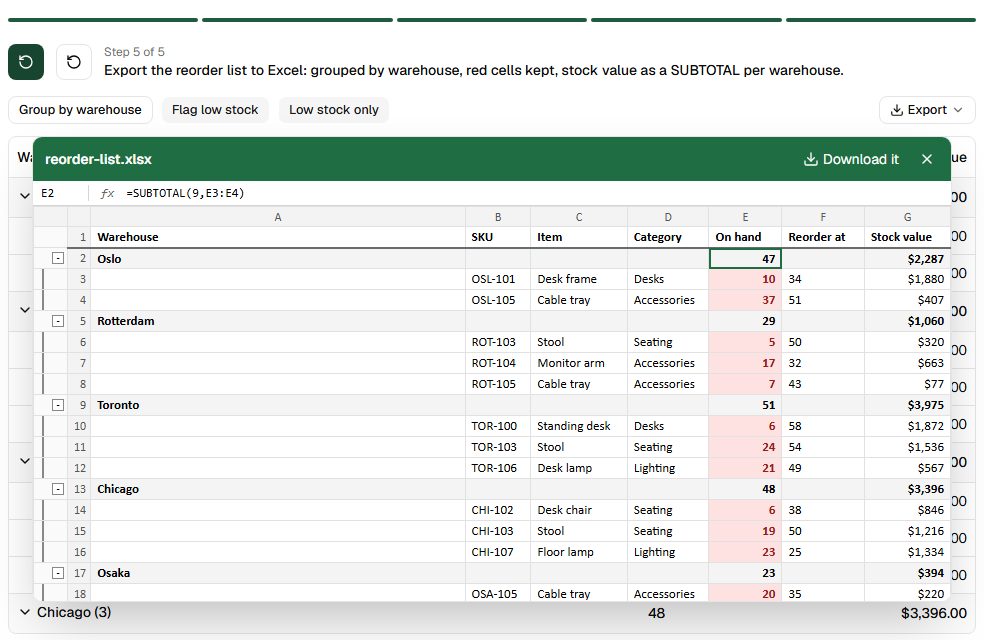 Step 5 of 5
Export the reorder list to Excel: grouped by warehouse, red cells kept, stock value as a SUBTOTAL per warehouse.
Group by warehouse Flag low stock Low stock only Export
reorder-list.xlsx Download it
E2 fx =SUBTOTAL(9,E3:E4)
A B C D E F G
1 Warehouse SKU Item Category On hand Reorder at Stock value
- 2 Oslo 47 $2,287
3 OSL-101 Desk frame Desks 10 34 $1,880
4 OSL-105 Cable tray Accessories 37 51 $407
- 5 Rotterdam 29 $1,060
6 ROT-103 Stool Seating 5 50 $320
7 ROT-104 Monitor arm Accessories 17 32 $663
8 ROT-105 Cable tray Accessories 7 43 $77
- 9 Toronto 51 $3,975
10 TOR-100 Standing desk Desks 6 58 $1,872
11 TOR-103 Stool Seating 24 54 $1,536
12 TOR-106 Desk lamp Lighting 21 49 $567
- 13 Chicago 48 $3,396
14 CHI-102 Desk chair Seating 6 38 $846
15 CHI-103 Stool Seating 19 50 $1,216
16 CHI-107 Floor lamp Lighting 23 25 $1,334
- 17 Osaka 23 $394
18 OSA-105 Cable tray Accessories 20 35 $220
Chicago (3) 48 $3,396.00